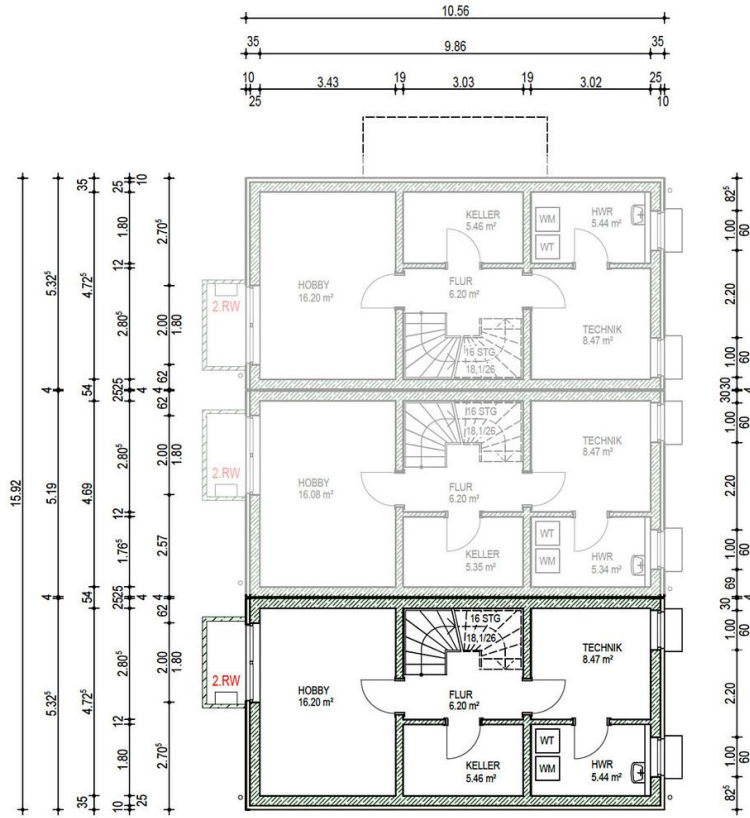 10.56
35 9.86 35
10 3.43 19 3.03 19 3.02 25
25 10
KELLER
5.46 m²
WM
WT
HWR
5.44 m²
HOBBY
16.20 m²
FLUR
6.20 m²
TECHNIK
8.47 m²
16 STG
18,1/26
2.RW
16 STG
18,1/26
TECHNIK
8.47 m²
2.RW
HOBBY
16.08 m²
FLUR
6.20 m²
KELLER
5.35 m²
WT
WM
HWR
5.34 m²
16 STG
18,1/26
TECHNIK
8.47 m²
2.RW
HOBBY
16.20 m²
FLUR
6.20 m²
KELLER
5.46 m²
WT
WM
HWR
5.44 m²
15.92
5.32⁵ 4 5.19 4 5.32⁵
35 4.72⁵ 54 4.69 54 4.72⁵ 35
25 1.80 12 2.80⁵ 25 25 2.80⁵ 12 1.76⁵ 25 25 2.80⁵ 12 1.80 10
10 4 4 25
2.70⁵ 2.00 62 62 2.00 2.57 62 2.00 2.70⁵
1.80 1.80 1.80
82⁵ 1.00 2.20 1.00 30 30 1.00 2.20 1.00 69 30 1.00 2.20 1.00 82⁵
60 60 4 60 60 4 60 60